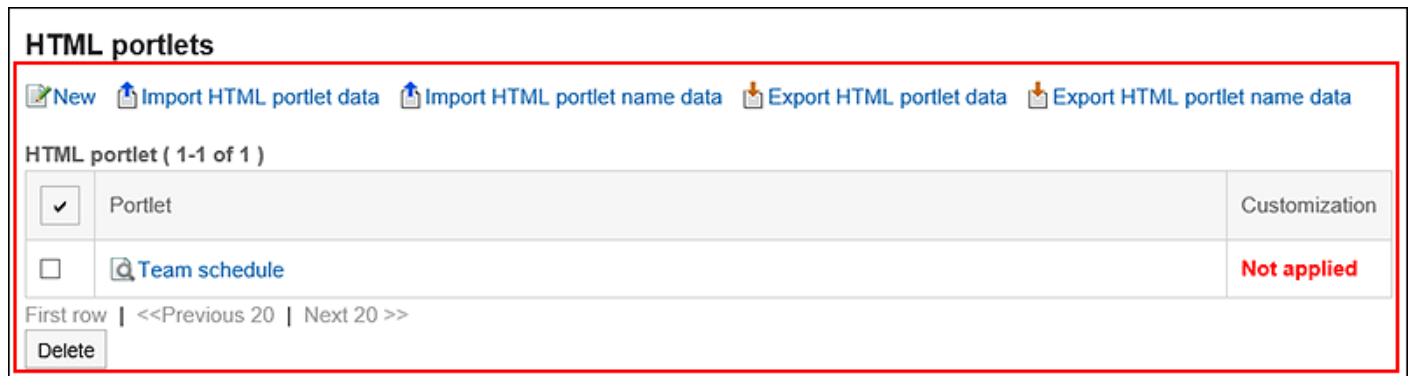 HTML portlets
New Import HTML portlet data Import HTML portlet name data Export HTML portlet data Export HTML portlet name data
HTML portlet ( 1-1 of 1 )
Portlet Customization
Team schedule Not applied
First row | <<Previous 20 | Next 20 >>
Delete